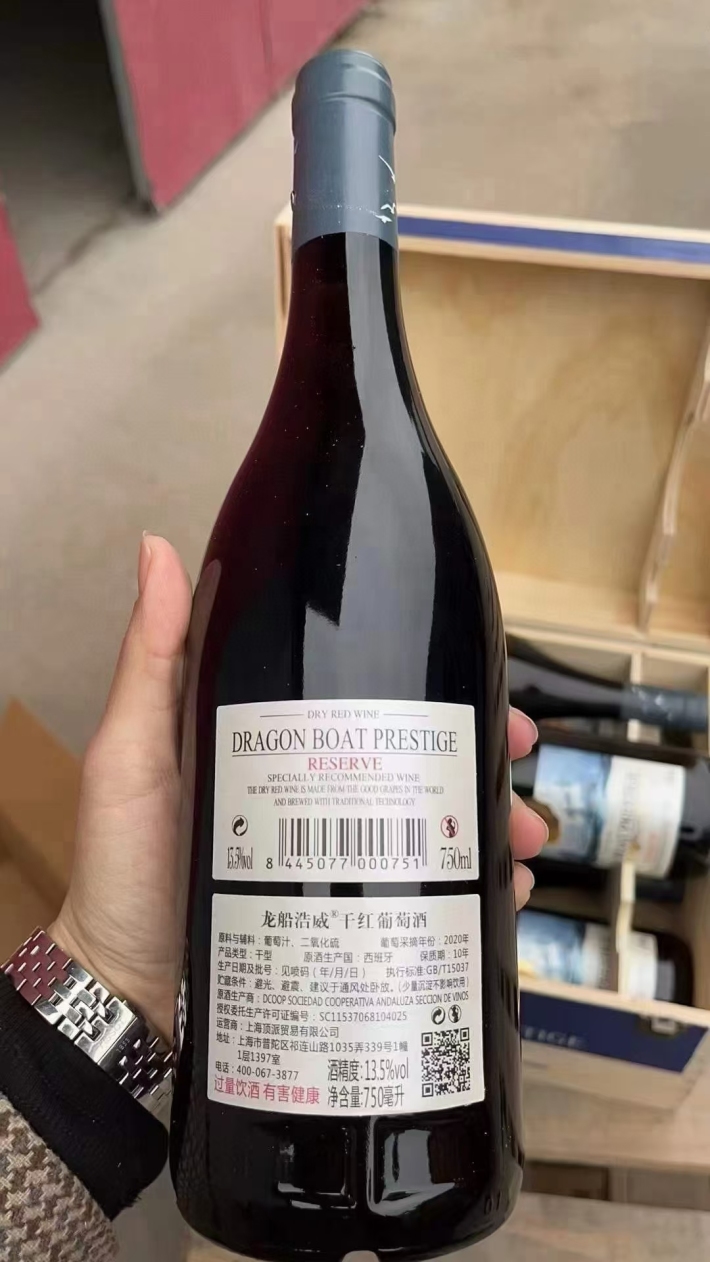 DRY RED WINE
DRAGON BOAT PRESTIGE
RESERVE
SPECIALLY RECOMMENDED WINE
THE DRY RED WINE IS MADE FROM THE GOOD GRAPES IN THE WORLD
AND BREWED WITH TRADITIONAL TECHNOLOGY
13.5%vol
8 445077 000751
750ml
龙船浩威®干红葡萄酒
原料与辅料：葡萄汁、二氧化硫 葡萄采摘年份：2020年
产品类型：干型 原酒生产国：西班牙 保质期：10年
生产日期及批号：见喷码（年/月/日） 执行标准:GB/T15037
贮藏条件：避光、避震、建议于通风处卧放。(少量沉淀不影响饮用)
原酒生产商：DCOOP SOCIEDAD COOPERATIVA ANDALUZA SECCION DE VINOS
授权委托生产许可证编号：SC11537068104025
运营商：上海顶派贸易有限公司
地址：上海市普陀区祁连山路1035弄339号1幢
1层1397室
电话：400-067-3877
酒精度:13.5%vol
过量饮酒 有害健康
净含量:750毫升